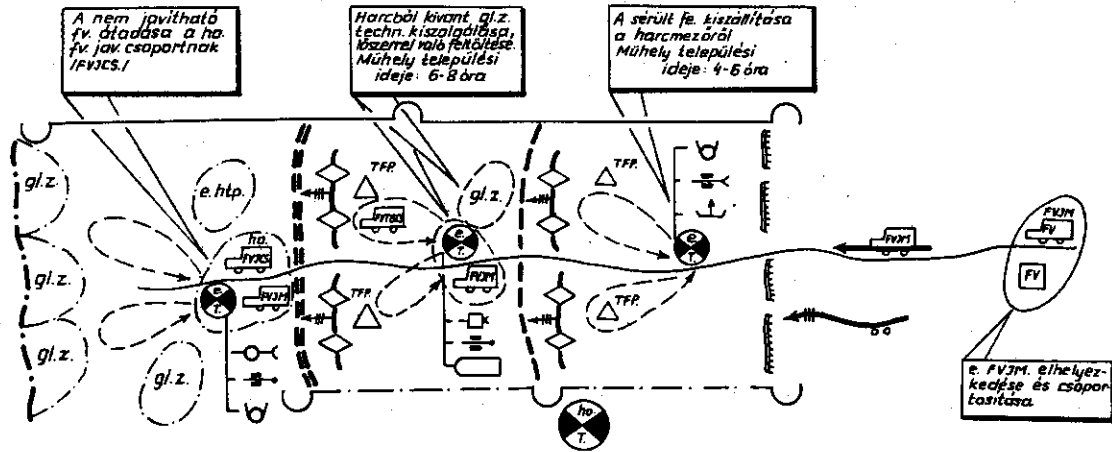 A nem javítható
fv. átadása a ho.
fv. jav. csoportnak
/FVJCS./
Harcból kivont gl.z.
techn. kiszolgálása,
lőszerrel való feltöltése.
Műhely települési
ideje: 6-8 óra
A sérült fe. kiszállítása
a harcmezőről
Műhely települési
ideje: 4-6 óra
gl.z.
gl.z.
gl.z.
e. htp.
gl.z.
ho.
FVJCS.
FVJM
e.
T.
TFP.
TFP.
gl.z.
e.
T.
FVJM
TFP.
TFP.
e.
T.
FVJM
FVJM
FV
FV
ho.
T.
e. FVJM. elhelyez-
kedése és csopor-
tosítása